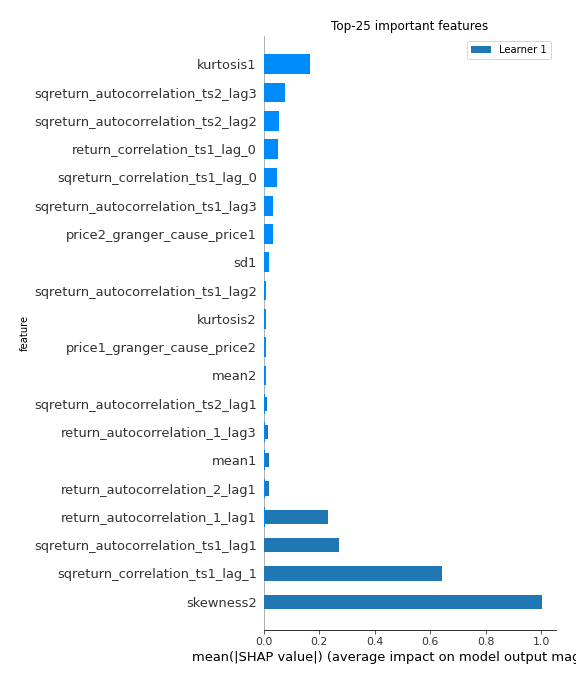 Top-25 important features
Learner 1
kurtosis1
sqreturn_autocorrelation_ts2_lag3
sqreturn_autocorrelation_ts2_lag2
return_correlation_ts1_lag_0
sqreturn_correlation_ts1_lag_0
sqreturn_autocorrelation_ts1_lag3
price2_granger_cause_price1
sd1
sqreturn_autocorrelation_ts1_lag2
kurtosis2
price1_granger_cause_price2
mean2
sqreturn_autocorrelation_ts2_lag1
return_autocorrelation_1_lag3
mean1
return_autocorrelation_2_lag1
return_autocorrelation_1_lag1
sqreturn_autocorrelation_ts1_lag1
sqreturn_correlation_ts1_lag_1
skewness2
feature
0.0 0.2 0.4 0.6 0.8 1.0
mean(|SHAP value|) (average impact on model output mag